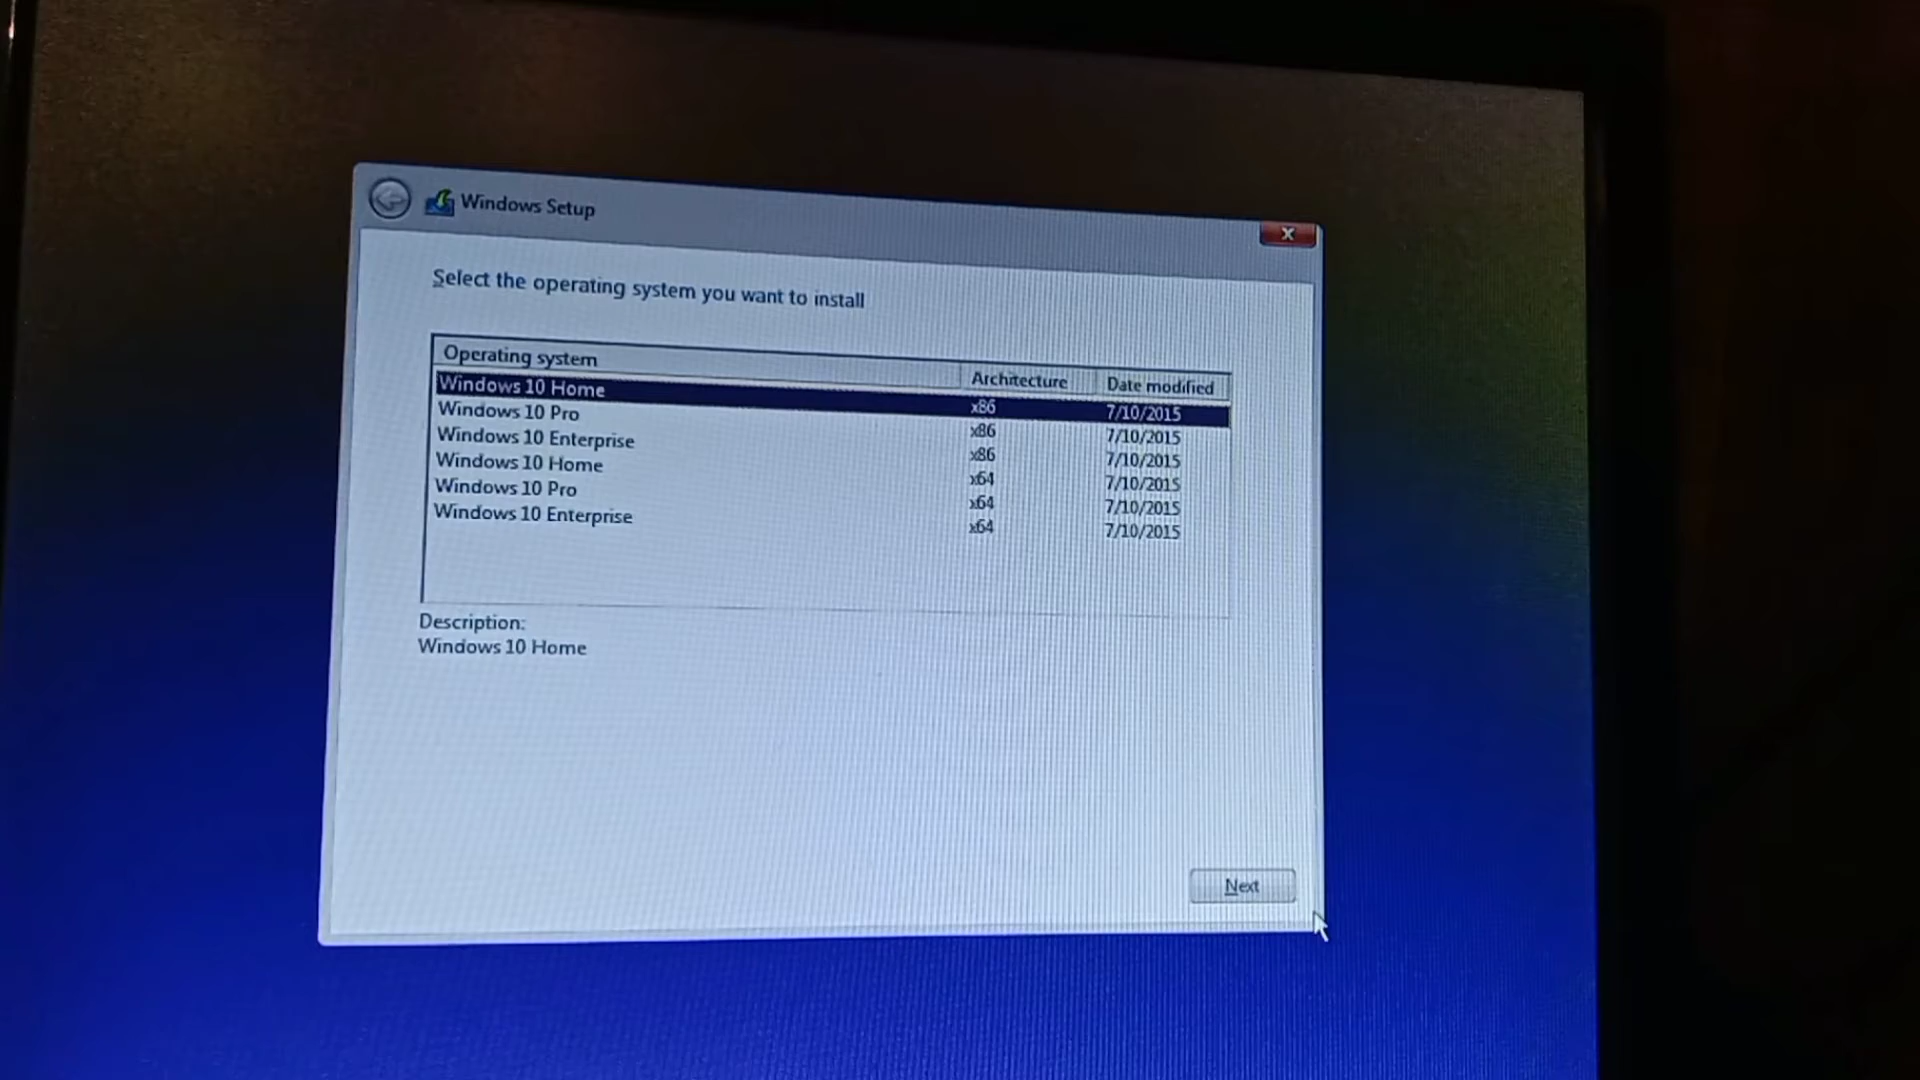 Windows Setup
x
Select the operating system you want to install
Operating system Architecture Date modified
Windows 10 Home x86 7/10/2015
Windows 10 Pro x86 7/10/2015
Windows 10 Enterprise x86 7/10/2015
Windows 10 Home x64 7/10/2015
Windows 10 Pro x64 7/10/2015
Windows 10 Enterprise x64 7/10/2015
Description:
Windows 10 Home
Next